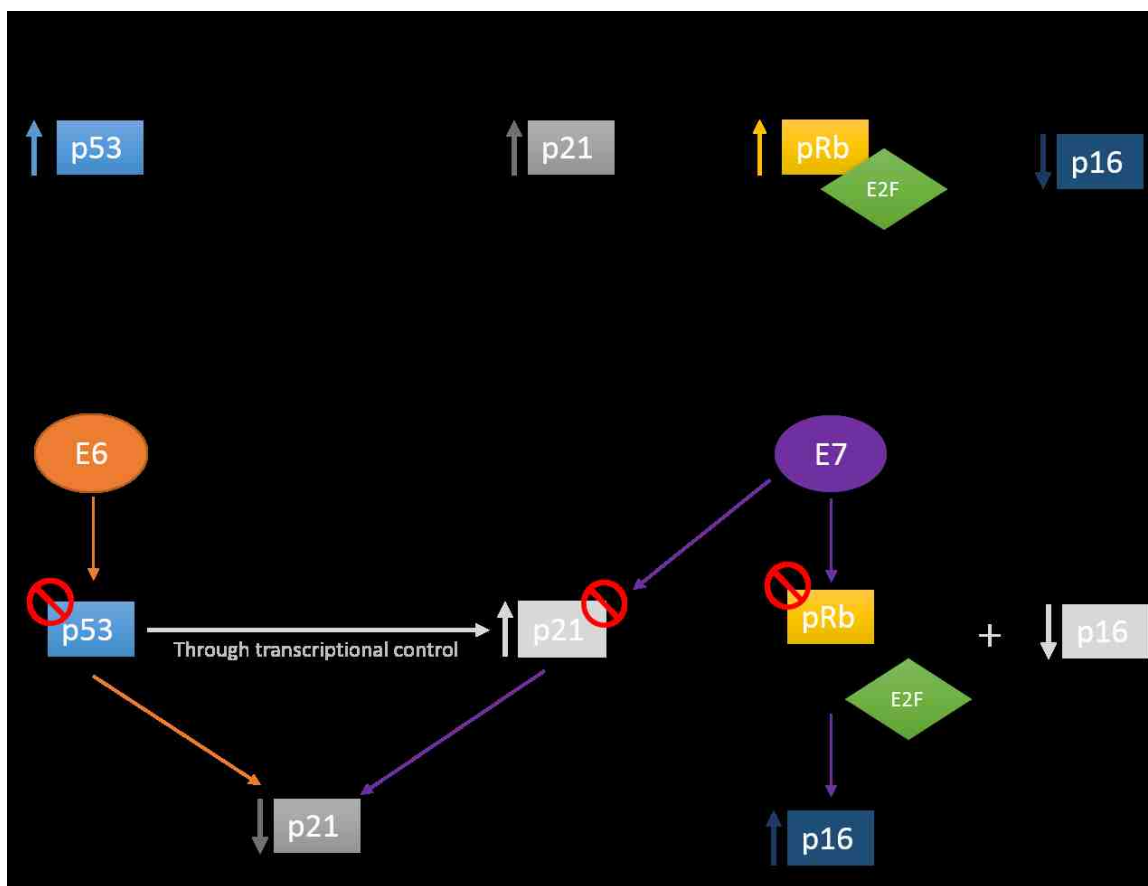 p53
p21
pRb
E2F
p16
E6
E7
p53
Through transcriptional control
p21
pRb
+
p16
E2F
p21
p16